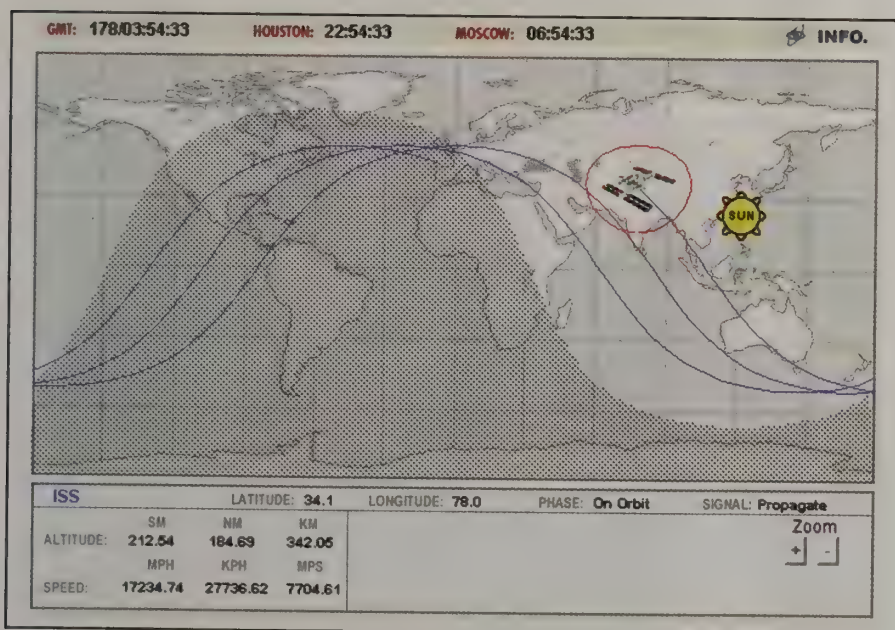 GMT: 178/03:54:33 HOUSTON: 22:54:33 MOSCOW: 06:54:33 INFO.
SUN
ISS LATITUDE: 34.1 LONGITUDE: 78.0 PHASE: On Orbit SIGNAL: Propagate
SM NM KM Zoom
ALTITUDE: 212.54 184.69 342.05 + -
MPH KPH MPS
SPEED: 17234.74 27736.62 7704.61